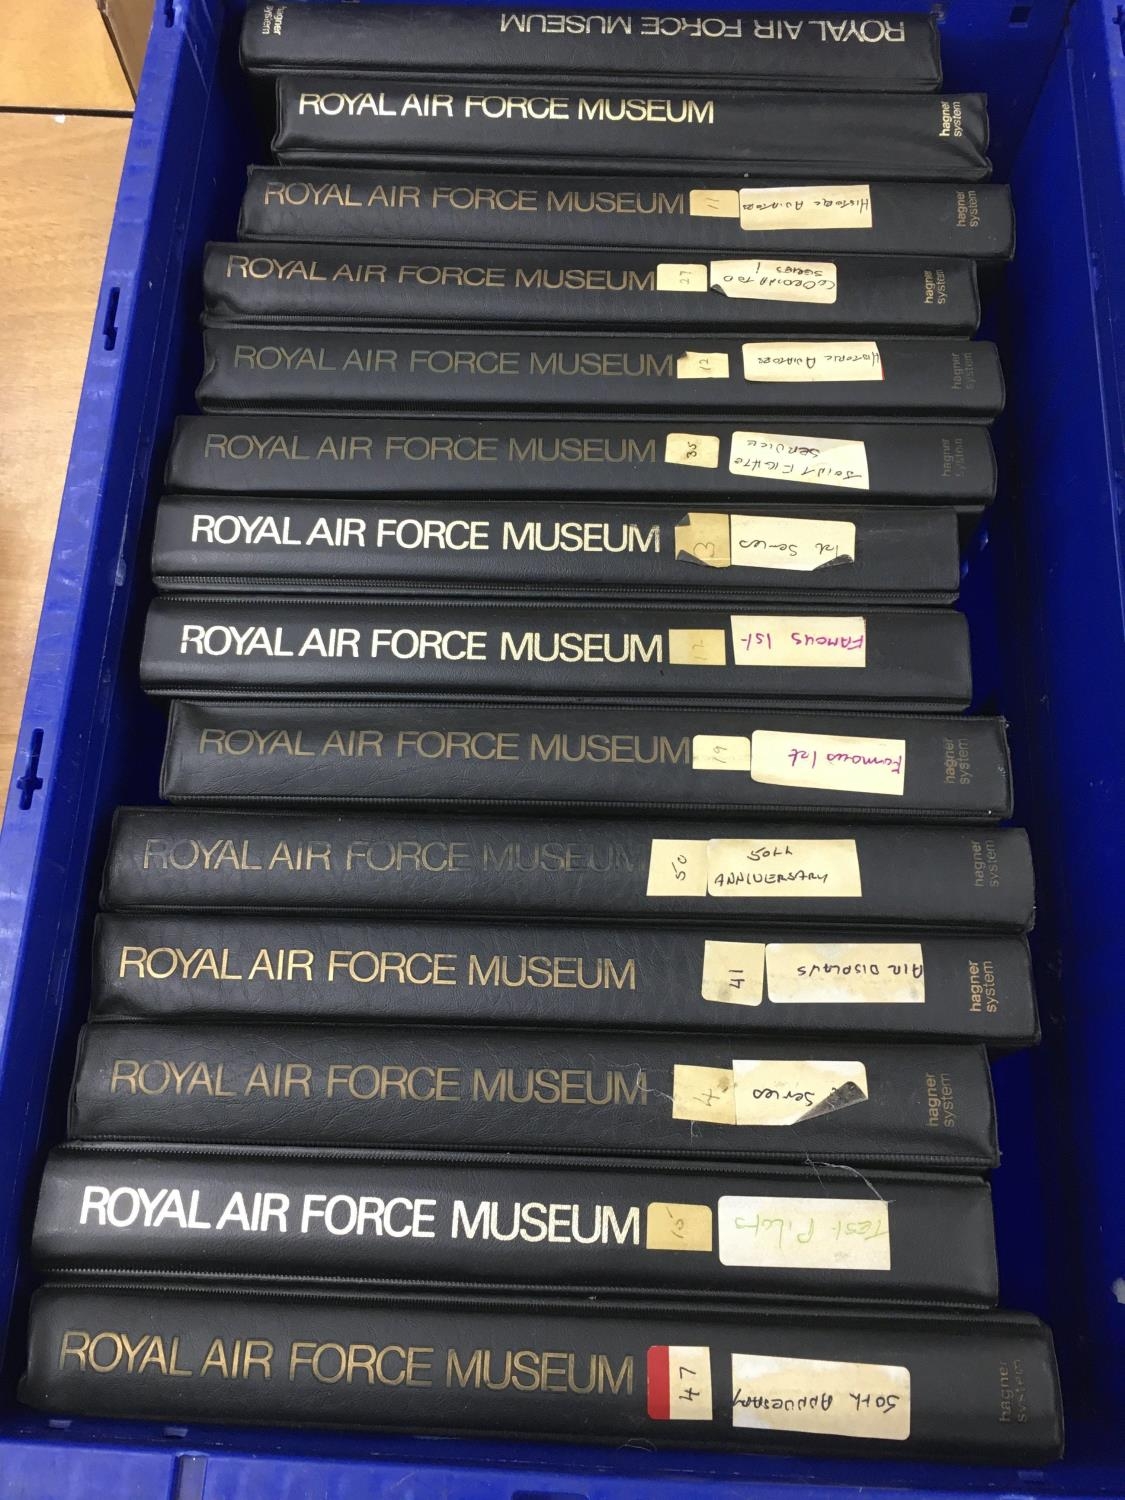 ROYAL AIR FORCE MUSEUM
hagner
system
ROYAL AIR FORCE MUSEUM
hagner
system
ROYAL AIR FORCE MUSEUM
11
HISTORIC AVIATORS
hagner
system
ROYAL AIR FORCE MUSEUM
27
SERIES 1
hagner
system
ROYAL AIR FORCE MUSEUM
12
HISTORIC AVIATORS
hagner
system
ROYAL AIR FORCE MUSEUM
35
SERVICE
hagner
system
ROYAL AIR FORCE MUSEUM
3
1st Series
ROYAL AIR FORCE MUSEUM
17
FAMOUS 1st
ROYAL AIR FORCE MUSEUM
19
Famous 1st
hagner
system
ROYAL AIR FORCE MUSEUM
50
50th
ANNIVERSARY
hagner
system
ROYAL AIR FORCE MUSEUM
41
AIR DISPLAYS
hagner
system
ROYAL AIR FORCE MUSEUM
4
Series
hagner
system
ROYAL AIR FORCE MUSEUM
15
Test Pilots
ROYAL AIR FORCE MUSEUM
47
50th
hagner
system